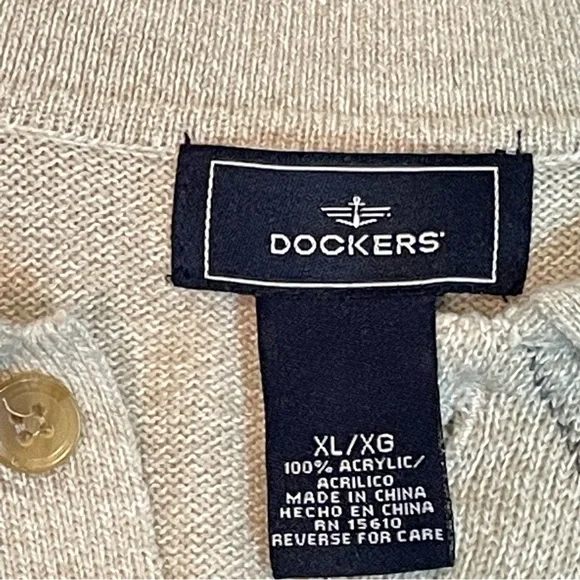 DOCKERS
XL/XG
100% ACRYLIC/
ACRILICO
MADE IN CHINA
HECHO EN CHINA
RN 15610
REVERSE FOR CARE